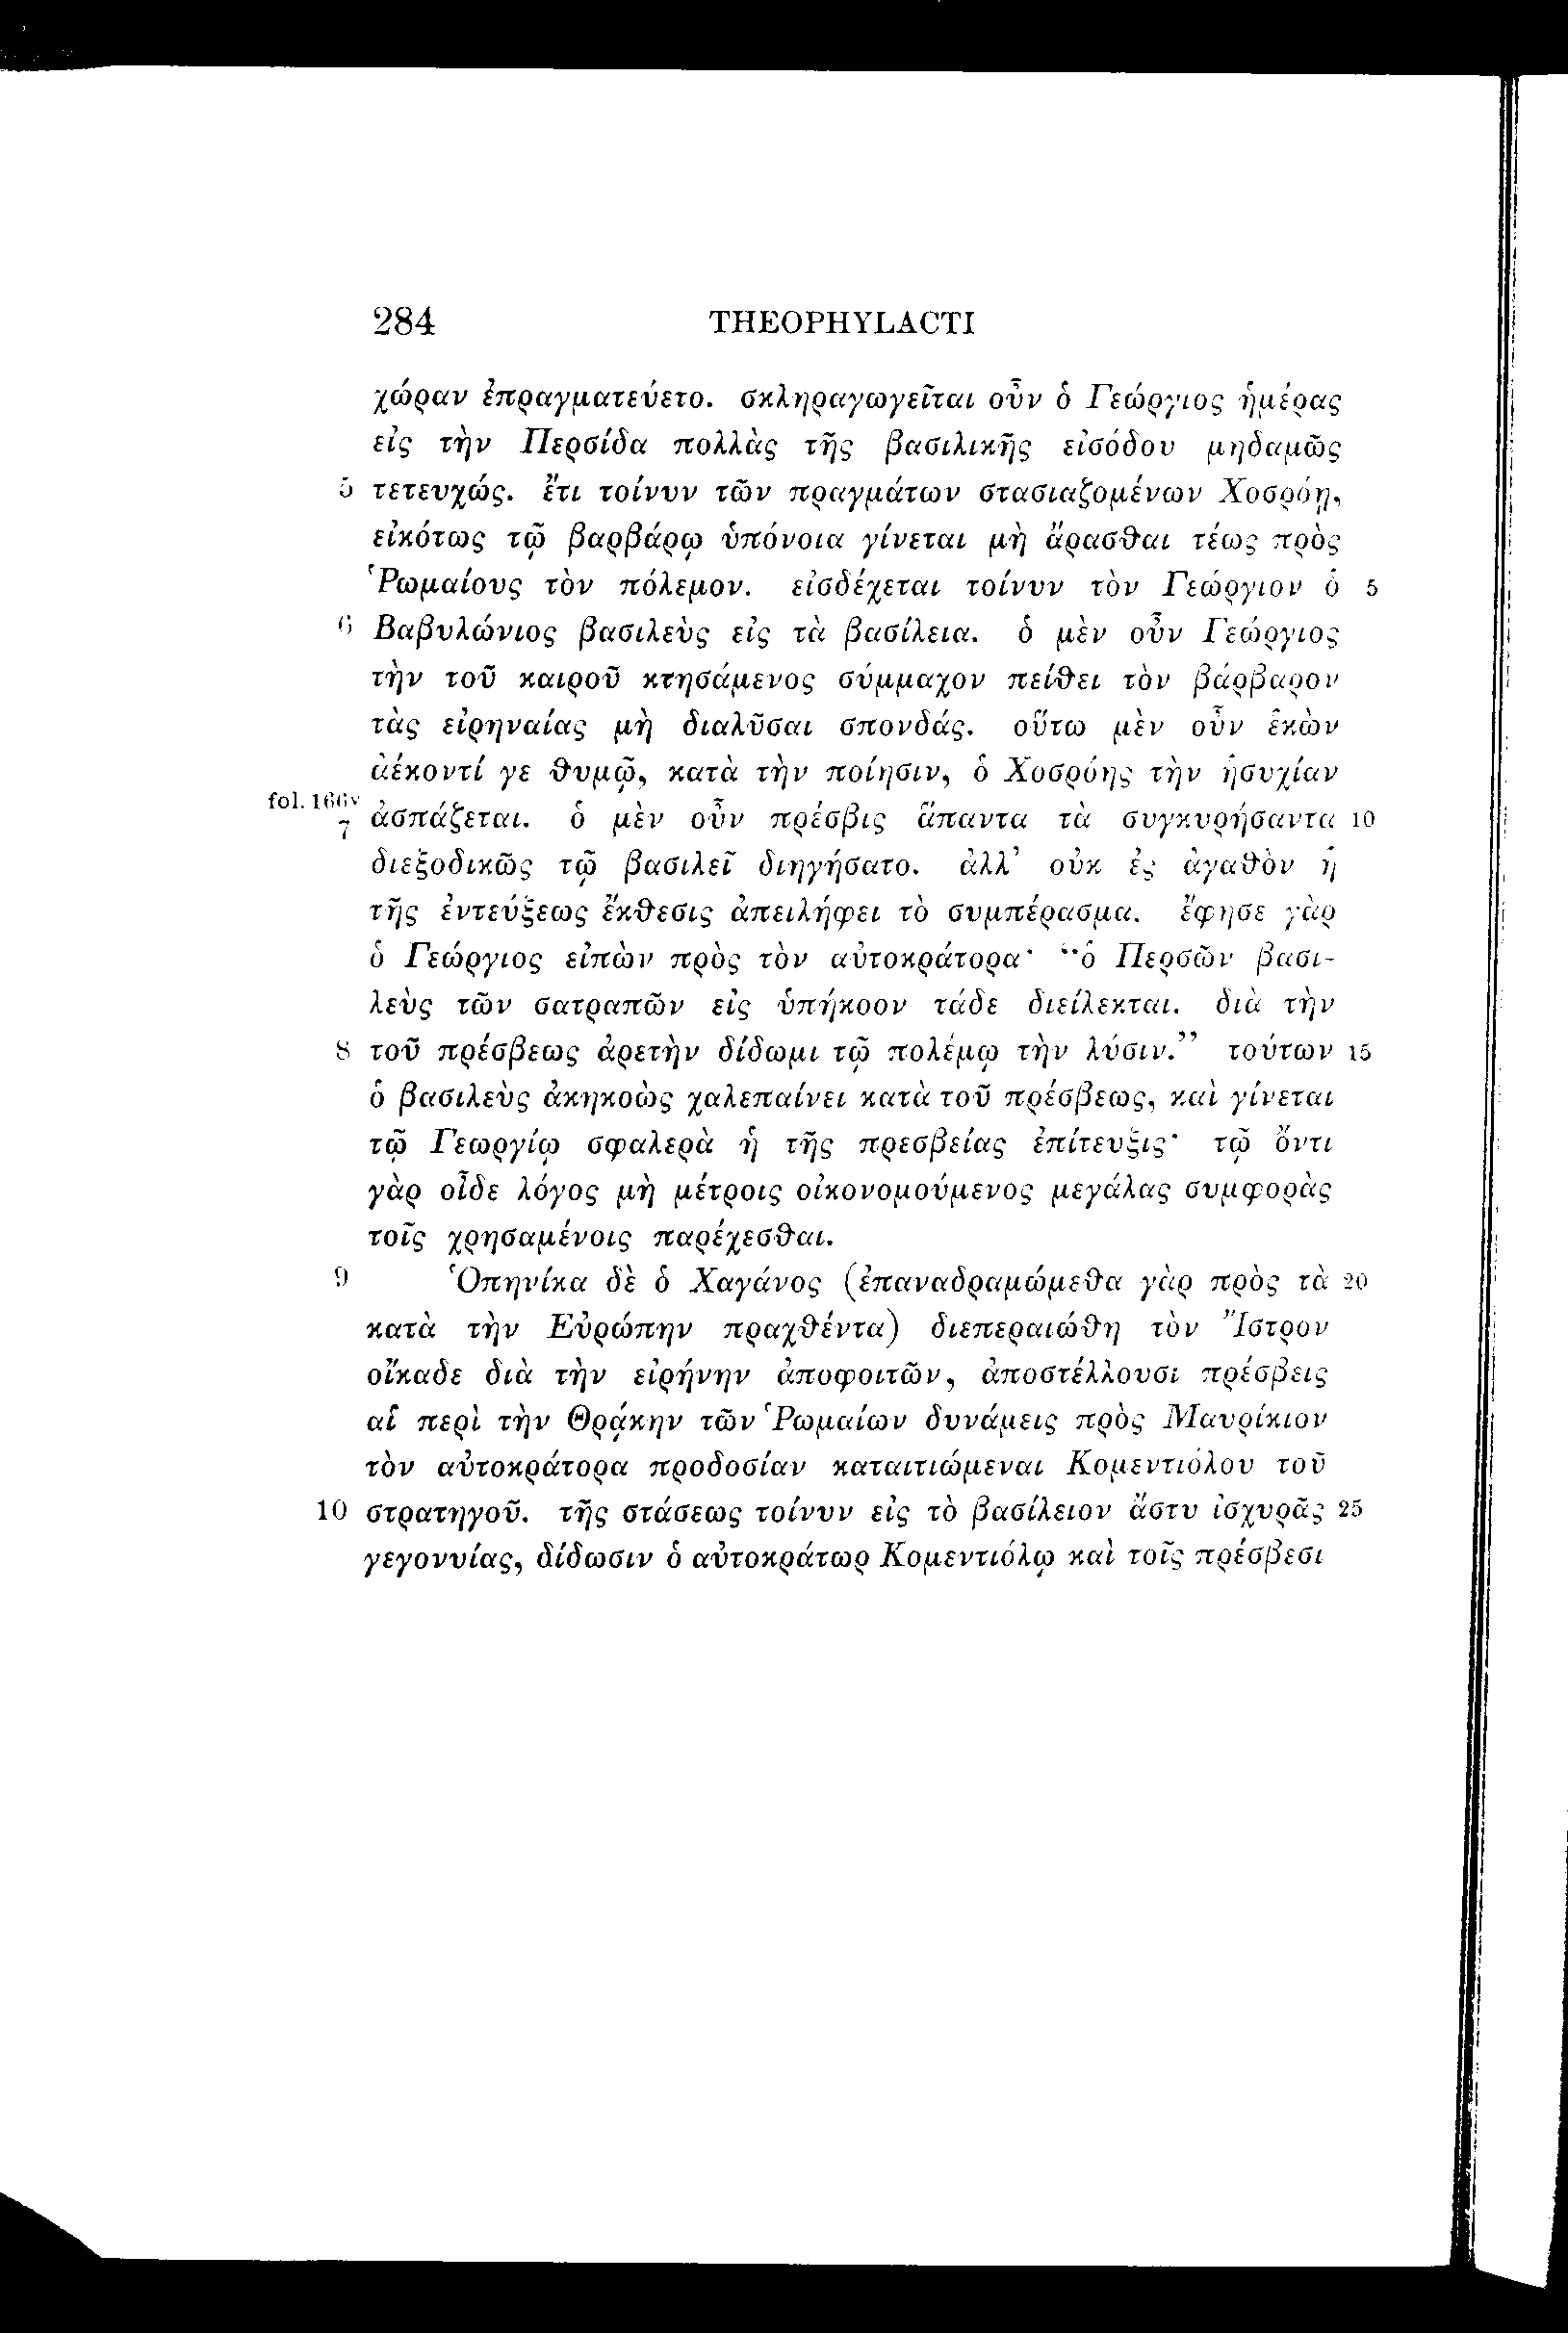 284 THEOPHYLACTI
χώραν ἐπραγματεύετο. σκληραγωγεῖται οὖν ὁ Γεώργιος ἡμέρας
εἰς τὴν Περσίδα πολλὰς τῆς βασιλικῆς εἰσόδου μηδαμῶς
5 τετευχώς. ἔτι τοίνυν τῶν πραγμάτων στασιαζομένων Χοσρόῃ,
εἰκότως τῷ βαρβάρῳ ὑπόνοια γίνεται μὴ ἄρασθαι τέως πρὸς
Ῥωμαίους τὸν πόλεμον. εἰσδέχεται τοίνυν τὸν Γεώργιον ὁ 5
6 Βαβυλώνιος βασιλεὺς εἰς τὰ βασίλεια. ὁ μὲν οὖν Γεώργιος
τὴν τοῦ καιροῦ κτησάμενος σύμμαχον πείθει τὸν βάρβαρον
τὰς εἰρηναίας μὴ διαλῦσαι σπονδάς. οὕτω μὲν οὖν ἑκὼν
ἀέκοντί γε θυμῷ, κατὰ τὴν ποίησιν, ὁ Χοσρόης τὴν ἡσυχίαν
fol. 166v 7 ἀσπάζεται. ὁ μὲν οὖν πρέσβις ἅπαντα τὰ συγκυρήσαντα 10
διεξοδικῶς τῷ βασιλεῖ διηγήσατο. ἀλλ’ οὐκ ἐς ἀγαθὸν ἡ
τῆς ἐντεύξεως ἔκθεσις ἀπειλήφει τὸ συμπέρασμα. ἔφησε γὰρ
ὁ Γεώργιος εἰπὼν πρὸς τὸν αὐτοκράτορα· “ὁ Περσῶν βασι-
λεὺς τῶν σατραπῶν εἰς ὑπήκοον τάδε διείλεκται. διὰ τὴν
8 τοῦ πρέσβεως ἀρετὴν δίδωμι τῷ πολέμῳ τὴν λύσιν.” τούτων 15
ὁ βασιλεὺς ἀκηκοὼς χαλεπαίνει κατὰ τοῦ πρέσβεως, καὶ γίνεται
τῷ Γεωργίῳ σφαλερὰ ἡ τῆς πρεσβείας ἐπίτευξις· τῷ ὄντι
γὰρ οἶδε λόγος μὴ μέτροις οἰκονομούμενος μεγάλας συμφορὰς
τοῖς χρησαμένοις παρέχεσθαι.
9 Ὁπηνίκα δὲ ὁ Χαγάνος (ἐπαναδραμώμεθα γὰρ πρὸς τὰ 20
κατὰ τὴν Εὐρώπην πραχθέντα) διεπεραιώθη τὸν Ἴστρον
οἴκαδε διὰ τὴν εἰρήνην ἀποφοιτῶν, ἀποστέλλουσι πρέσβεις
αἱ περὶ τὴν Θρᾴκην τῶν Ῥωμαίων δυνάμεις πρὸς Μαυρίκιον
τὸν αὐτοκράτορα προδοσίαν καταιτιώμεναι Κομεντιόλου τοῦ
10 στρατηγοῦ. τῆς στάσεως τοίνυν εἰς τὸ βασίλειον ἄστυ ἰσχυρᾶς 25
γεγονυίας, δίδωσιν ὁ αὐτοκράτωρ Κομεντιόλῳ καὶ τοῖς πρέσβεσι